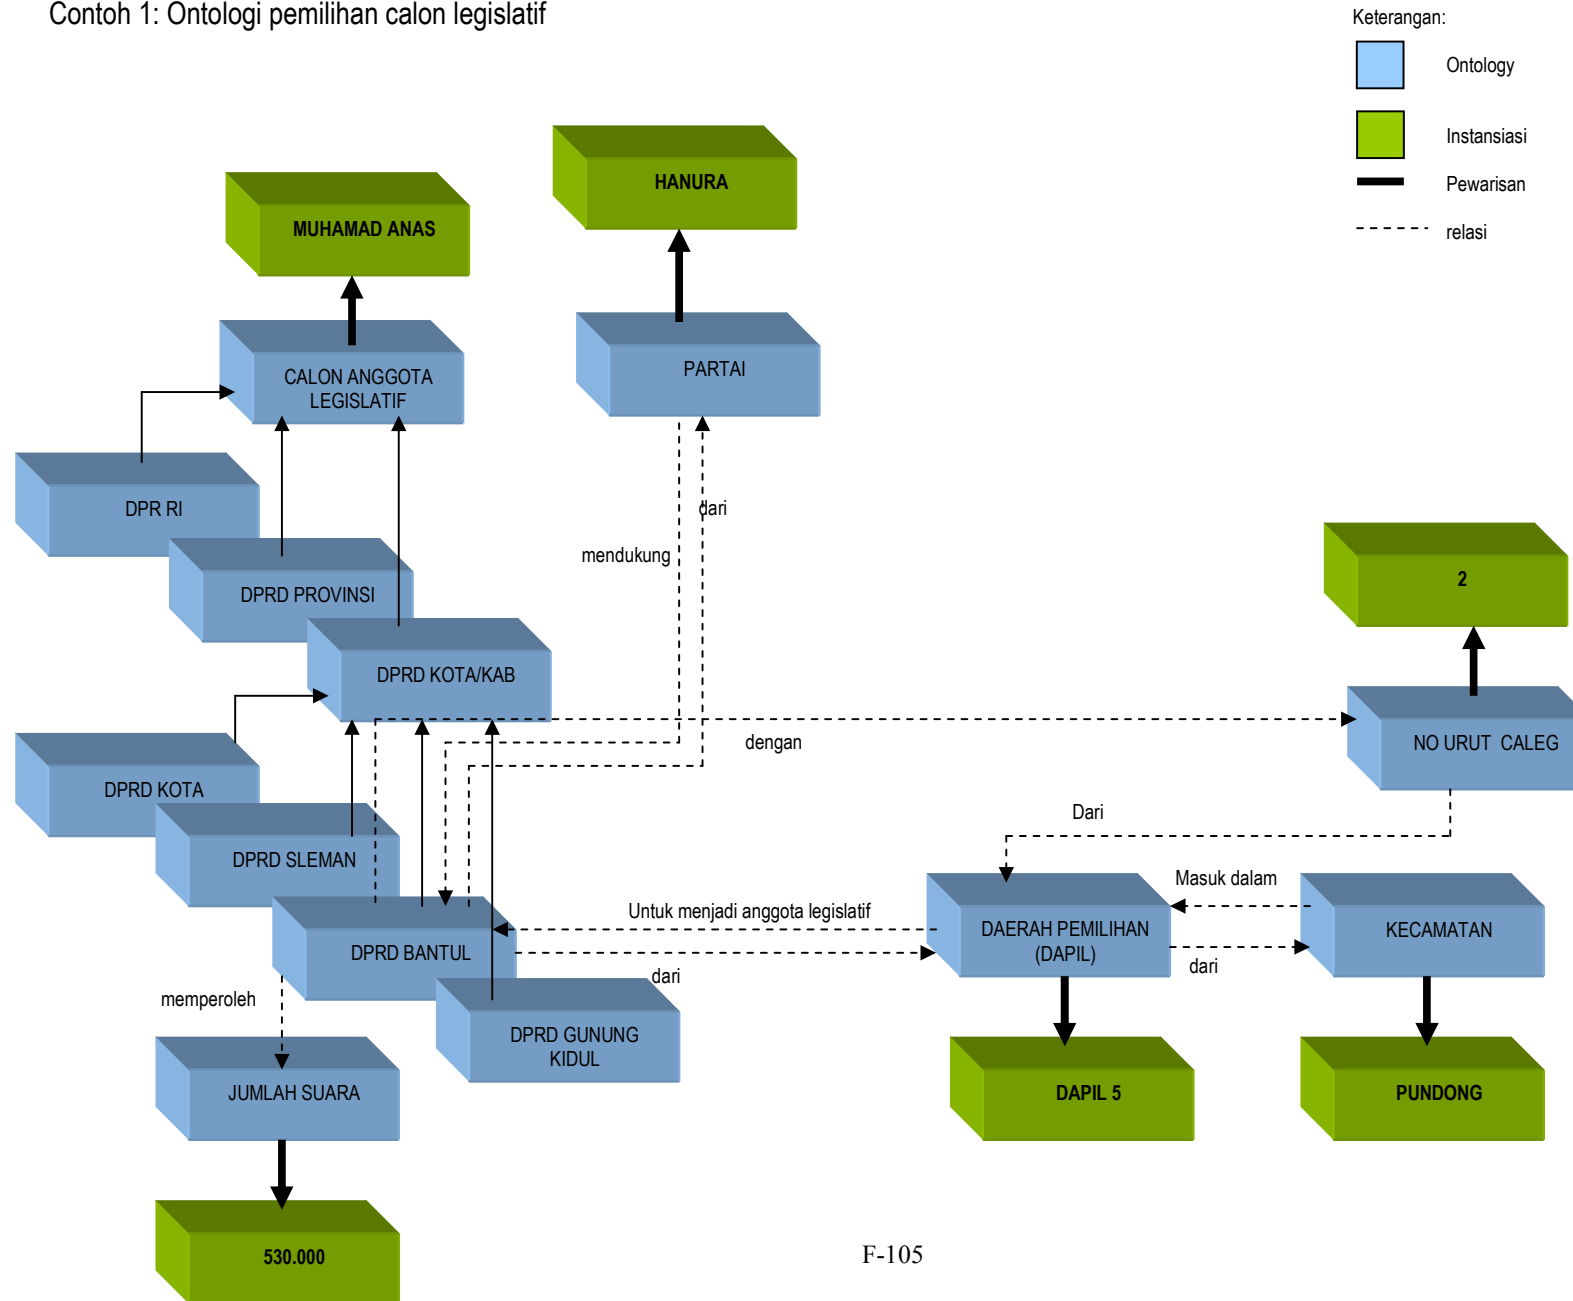 Contoh 1: Ontologi pemilihan calon legislatif
Keterangan:
Ontology
Instansiasi
Pewarisan
relasi
HANURA
MUHAMAD ANAS
CALON ANGGOTA
LEGISLATIF
PARTAI
DPR RI
dari
mendukung
DPRD PROVINSI
2
DPRD KOTA/KAB
dengan
NO URUT CALEG
DPRD KOTA
Dari
DPRD SLEMAN
Masuk dalam
Untuk menjadi anggota legislatif
DAERAH PEMILIHAN
(DAPIL)
KECAMATAN
DPRD BANTUL
dari
dari
memperoleh
DPRD GUNUNG
KIDUL
JUMLAH SUARA
DAPIL 5
PUNDONG
530.000
F-105